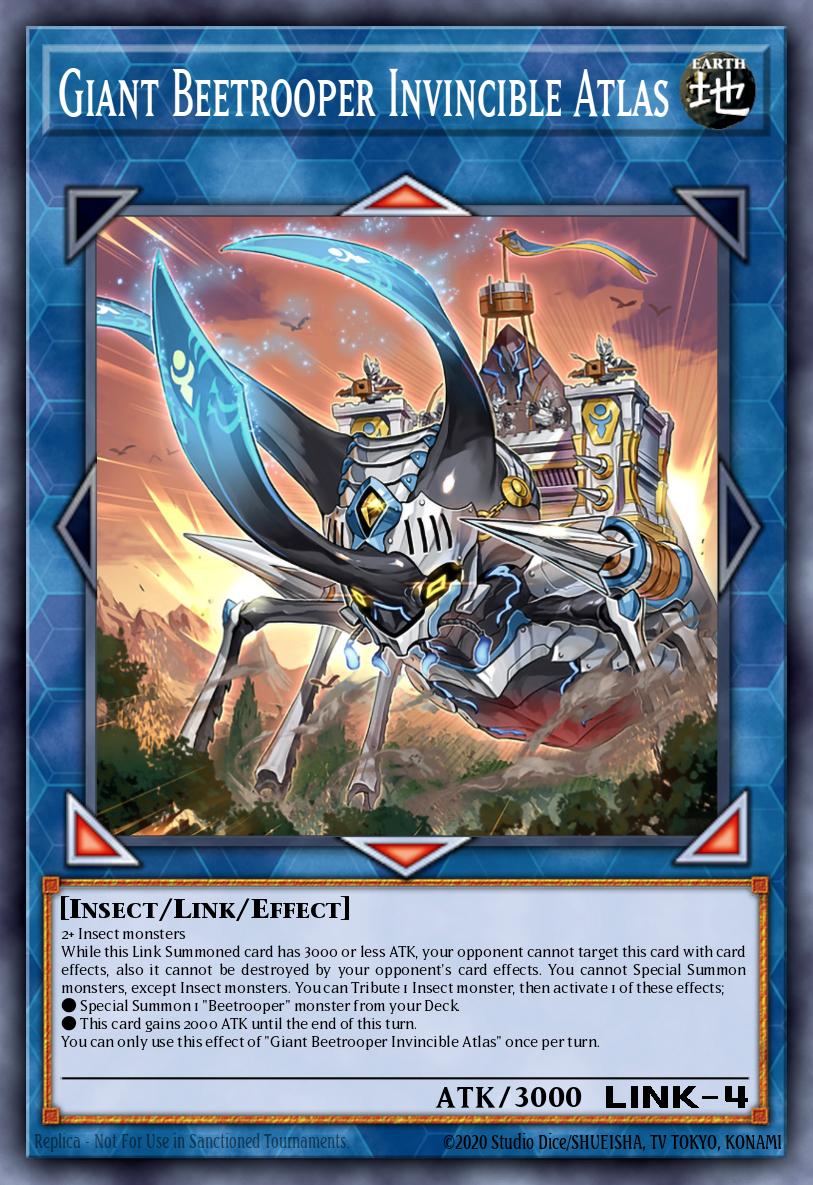 Giant Beetrooper Invincible Atlas
EARTH
地
[Insect/Link/Effect]
2+ Insect monsters
While this Link Summoned card has 3000 or less ATK, your opponent cannot target this card with card
effects, also it cannot be destroyed by your opponent's card effects. You cannot Special Summon
monsters, except Insect monsters. You can Tribute 1 Insect monster, then activate 1 of these effects;
● Special Summon 1 "Beetrooper" monster from your Deck.
● This card gains 2000 ATK until the end of this turn.
You can only use this effect of "Giant Beetrooper Invincible Atlas" once per turn.
ATK/3000 LINK-4
Replica - Not For Use in Sanctioned Tournaments.
©2020 Studio Dice/SHUEISHA, TV TOKYO, KONAMI